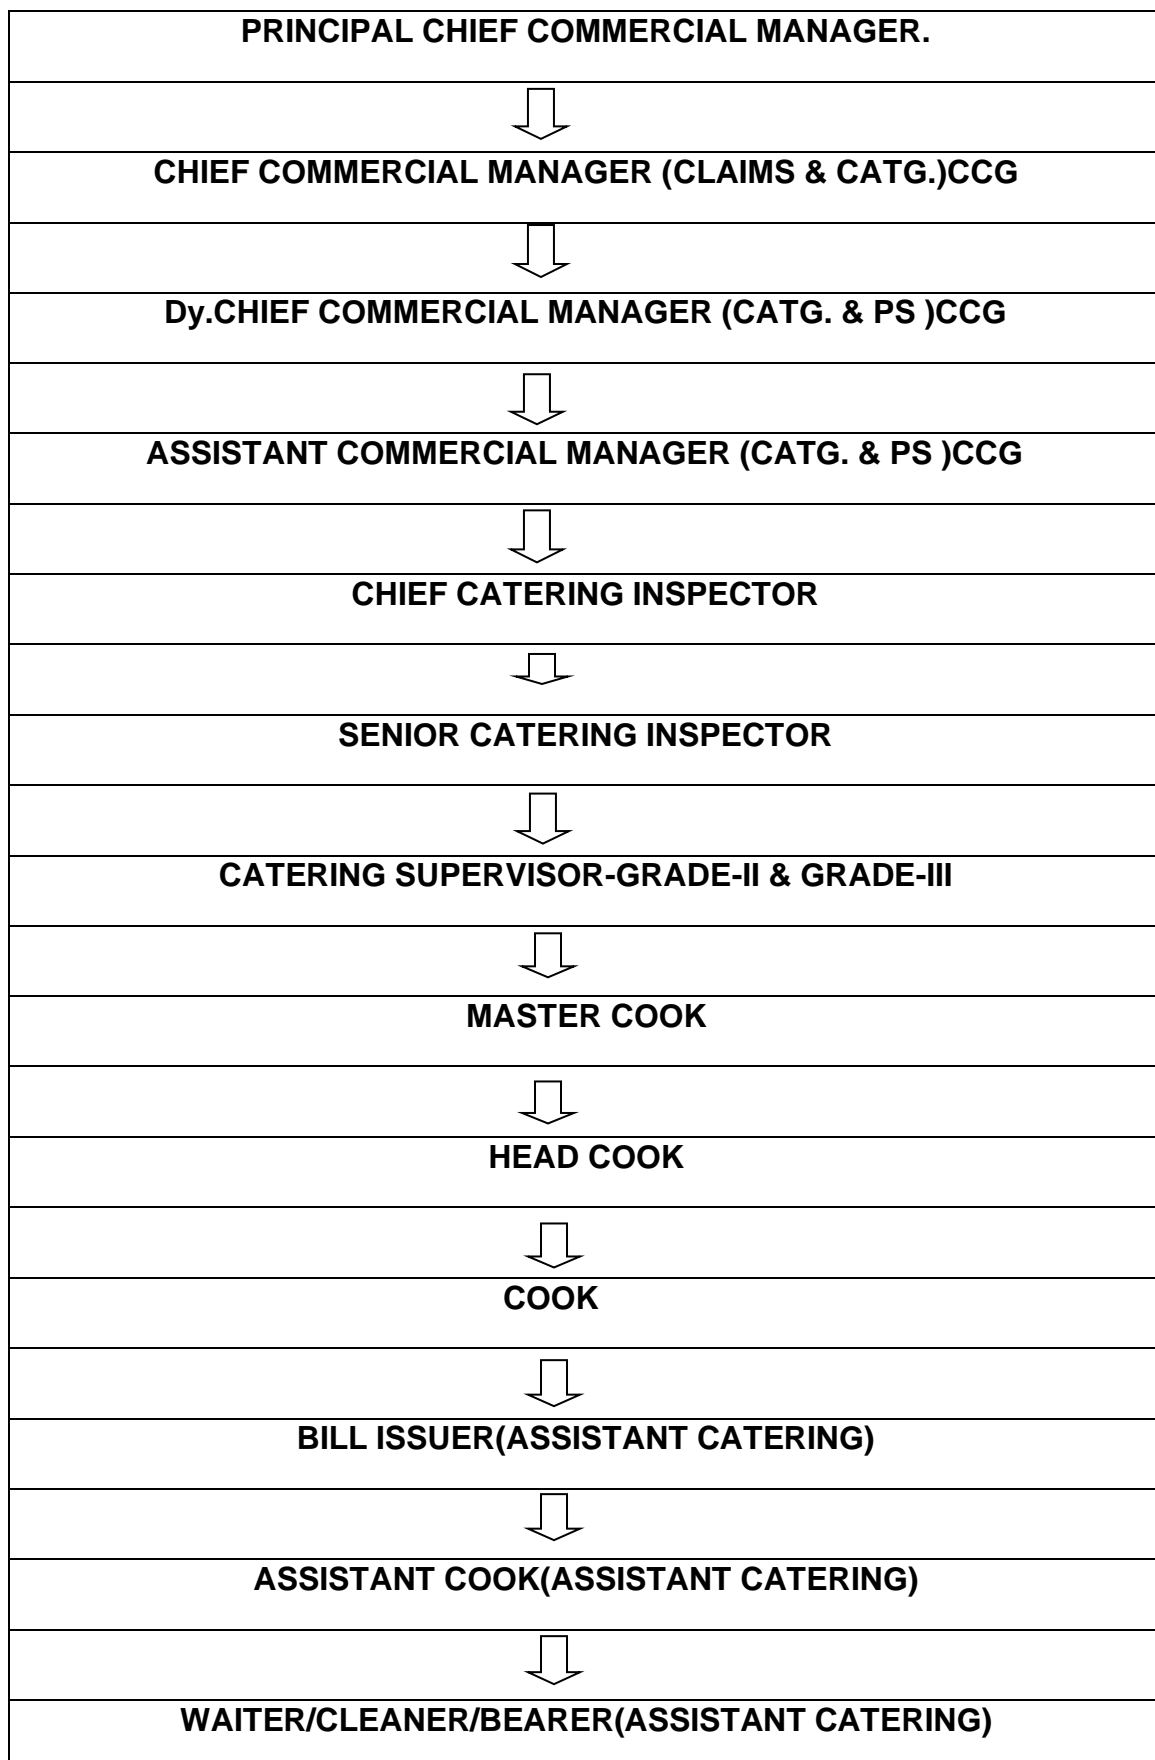 PRINCIPAL CHIEF COMMERCIAL MANAGER.
CHIEF COMMERCIAL MANAGER (CLAIMS & CATG.)CCG
Dy.CHIEF COMMERCIAL MANAGER (CATG. & PS )CCG
ASSISTANT COMMERCIAL MANAGER (CATG. & PS )CCG
CHIEF CATERING INSPECTOR
SENIOR CATERING INSPECTOR
CATERING SUPERVISOR-GRADE-II & GRADE-III
MASTER COOK
HEAD COOK
COOK
BILL ISSUER(ASSISTANT CATERING)
ASSISTANT COOK(ASSISTANT CATERING)
WAITER/CLEANER/BEARER(ASSISTANT CATERING)